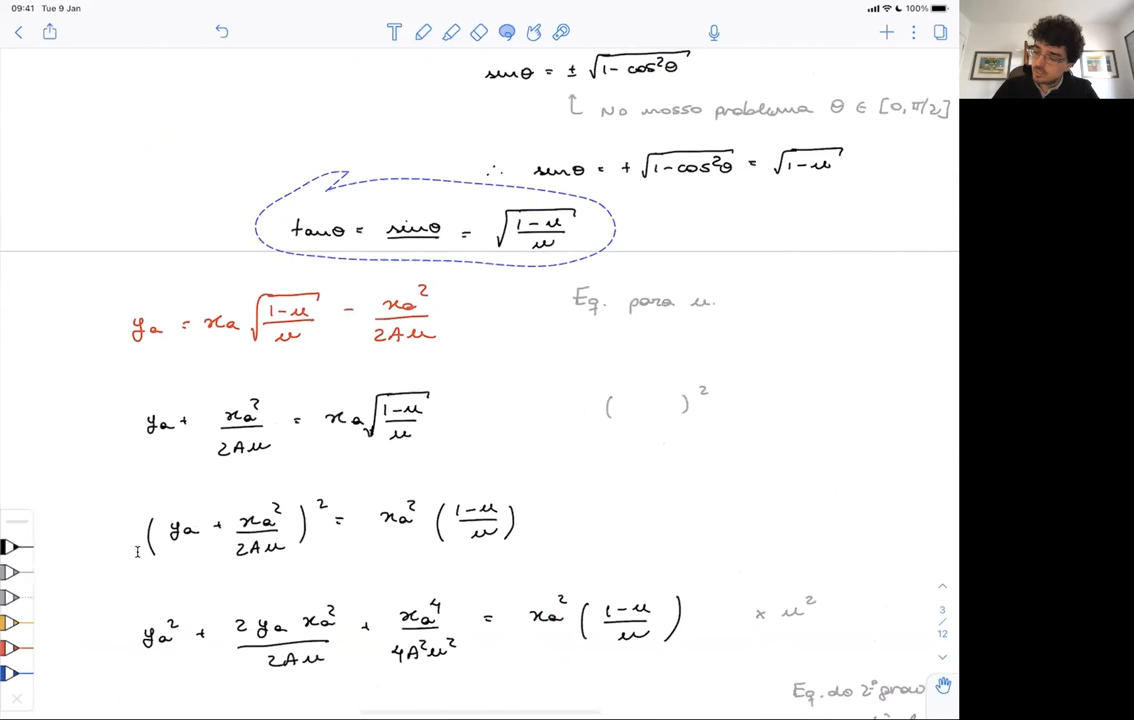 09:41 Tue 9 Jan 100%
sinθ = ± √(1 - cos²θ)
↑ No nosso problema θ ∈ [0, π/2]
∴ sinθ = + √(1-cos²θ) = √(1-u)
tanθ = sinθ = √((1-u)/u)
ya = xa √((1-u)/u) - xa²/(2Au) Eq. para u.
ya + xa²/(2Au) = xa √((1-u)/u) ( )²
(ya + xa²/(2Au))² = xa² ((1-u)/u)
ya² + (2 ya xa²)/(2Au) + xa⁴/(4A²u²) = xa² ((1-u)/u) × u²
3 / 12
Eq. do 2º grau